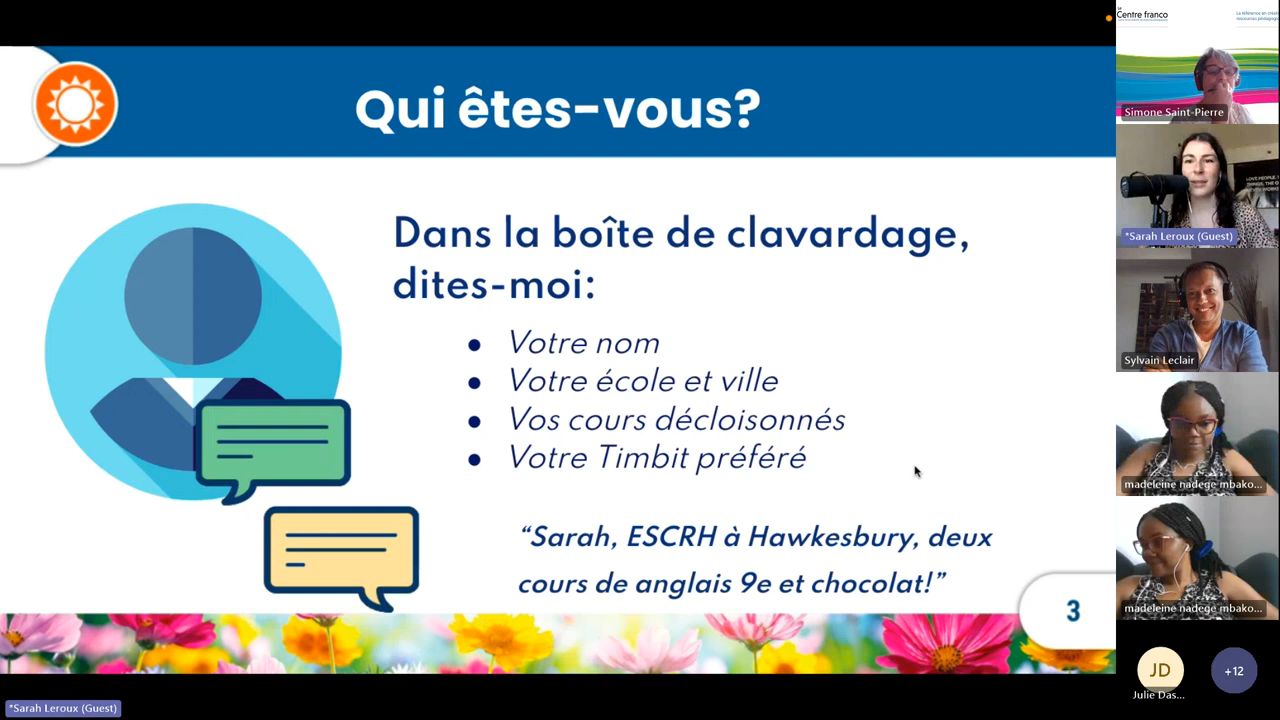 Qui êtes-vous?
Dans la boîte de clavardage,
dites-moi:
● Votre nom
● Votre école et ville
● Vos cours décloisonnés
● Votre Timbit préféré
“Sarah, ESCRH à Hawkesbury, deux
cours de anglais 9e et chocolat!”
3
*Sarah Leroux (Guest)
Centre franco
Simone Saint-Pierre
*Sarah Leroux (Guest)
Sylvain Leclair
madeleine nadege mbako...
madeleine nadege mbako...
JD
Julie Das...
+12